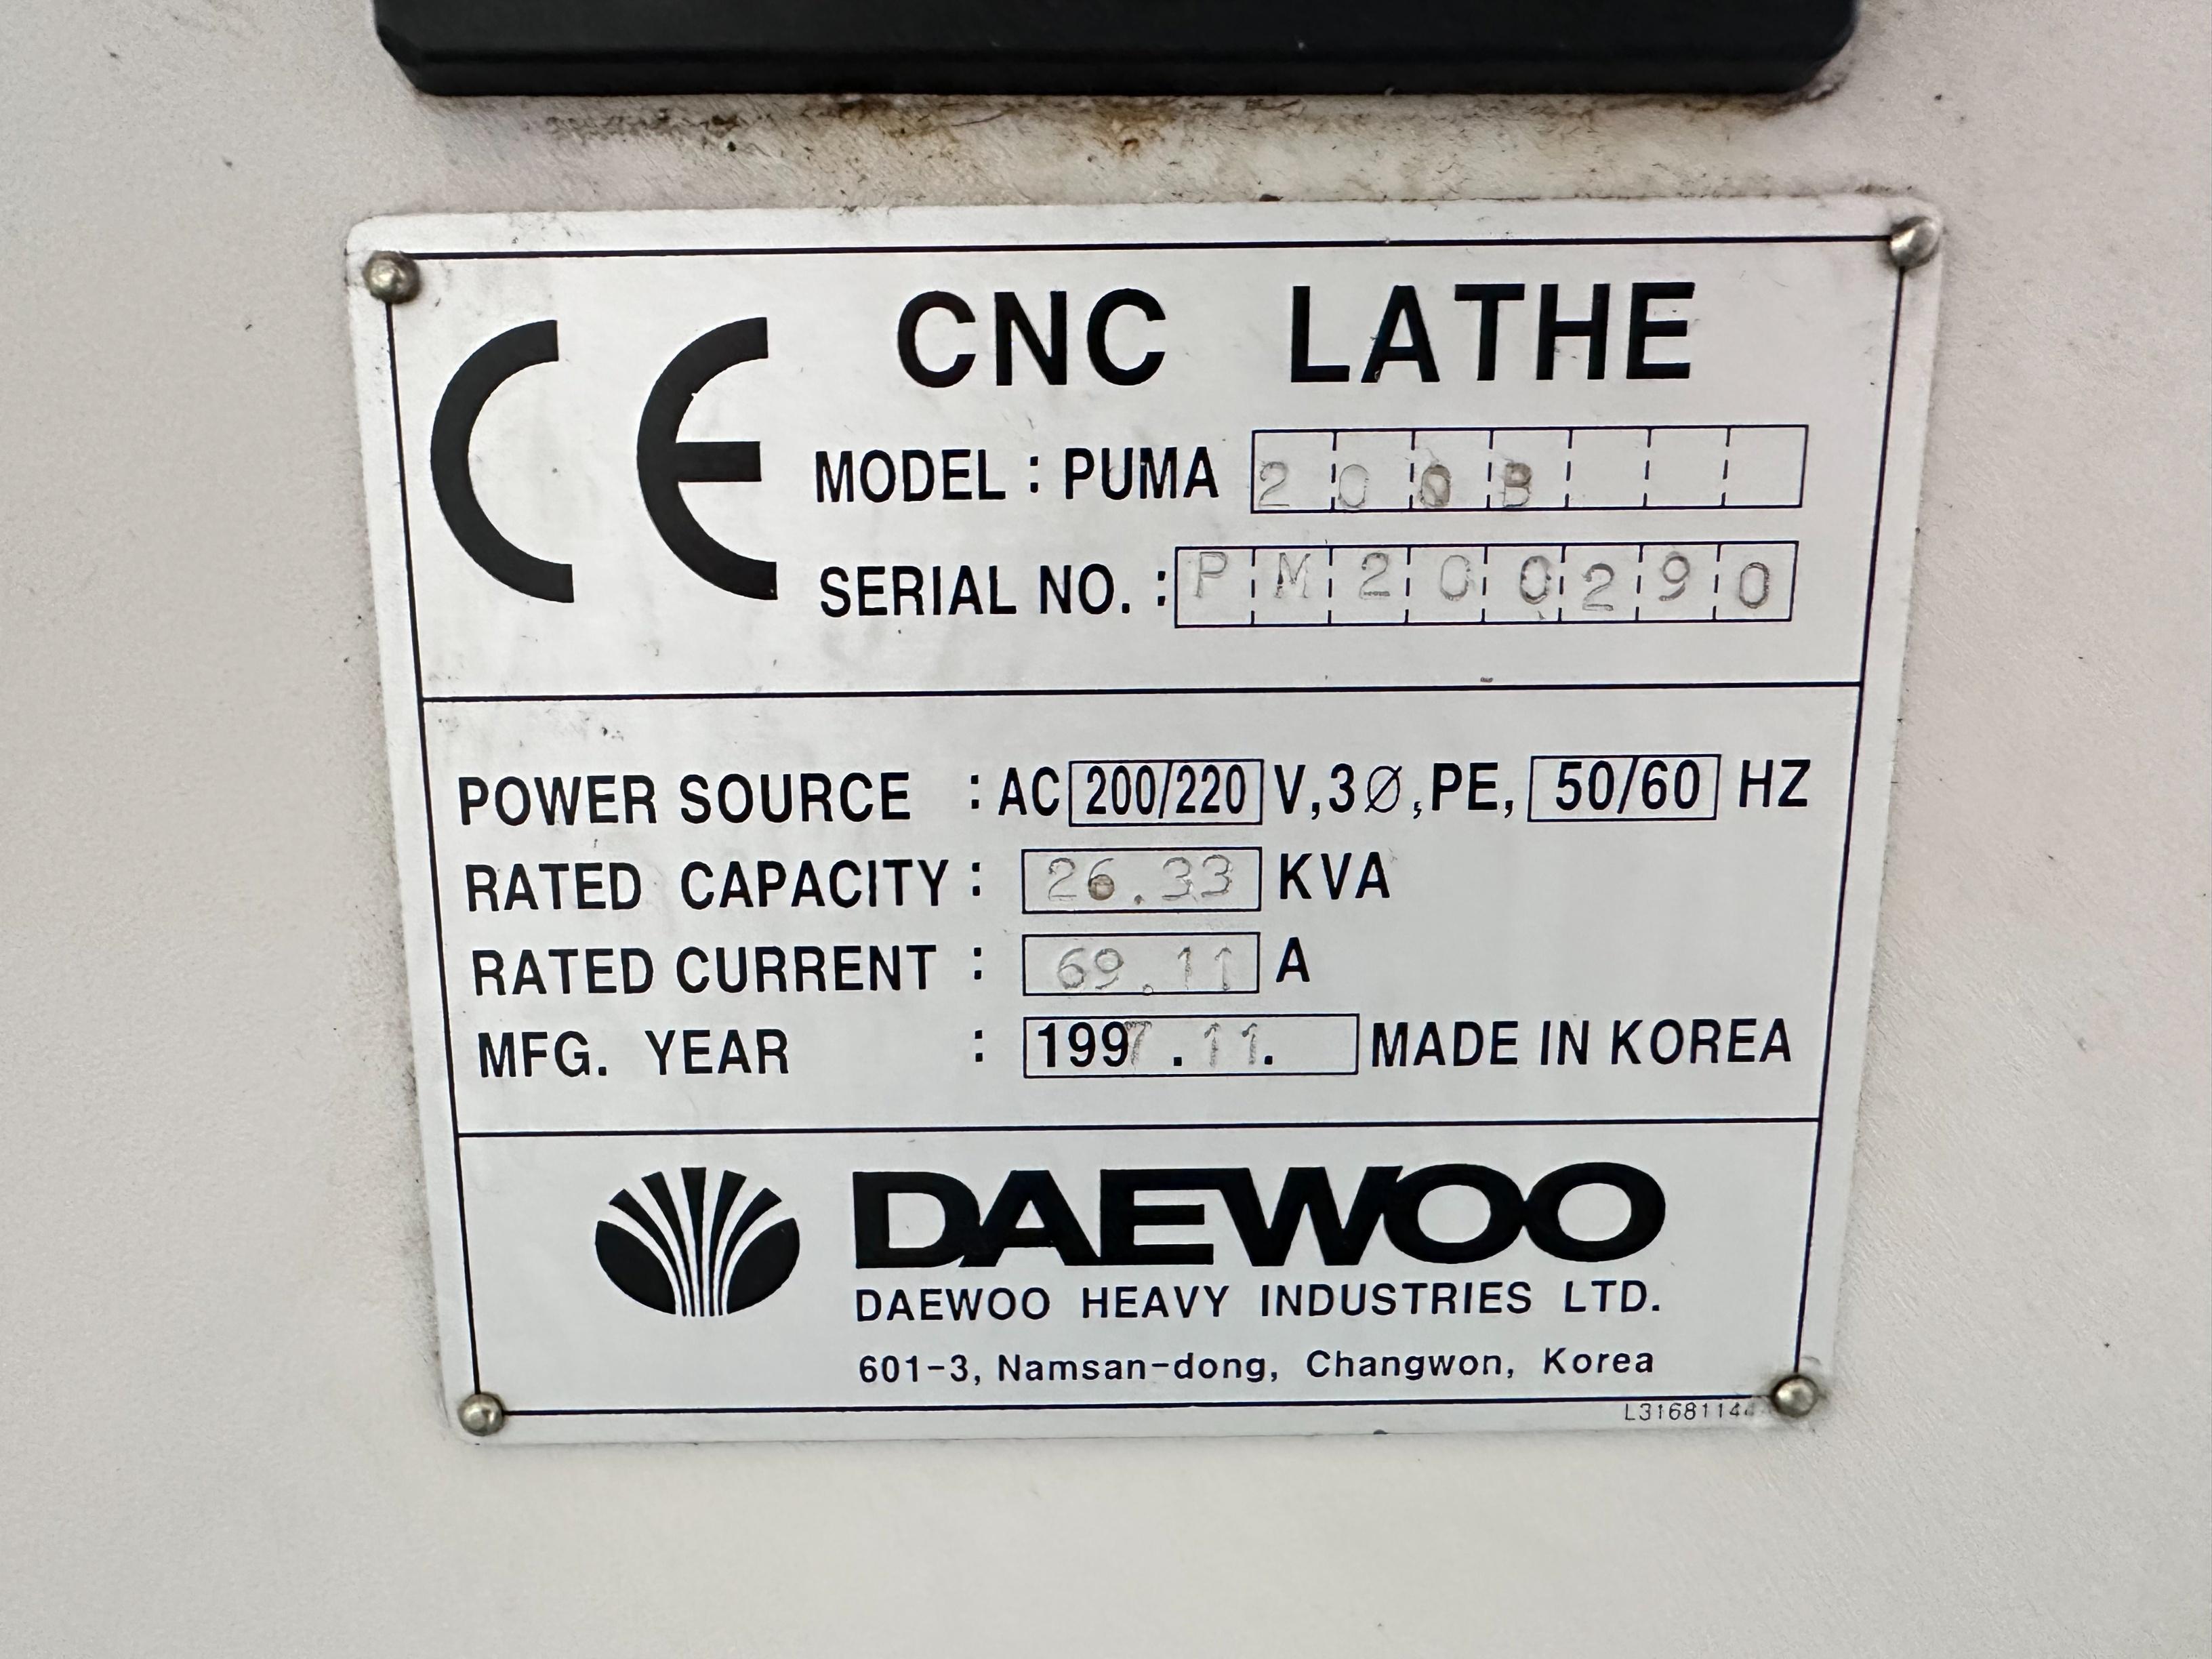 CE CNC LATHE
MODEL : PUMA 200B
SERIAL NO. : PM200290
POWER SOURCE : AC 200/220 V,3Ø,PE, 50/60 HZ
RATED CAPACITY : 26.33 KVA
RATED CURRENT : 69.11 A
MFG. YEAR : 1997.11. MADE IN KOREA
DAEWOO
DAEWOO HEAVY INDUSTRIES LTD.
601-3, Namsan-dong, Changwon, Korea